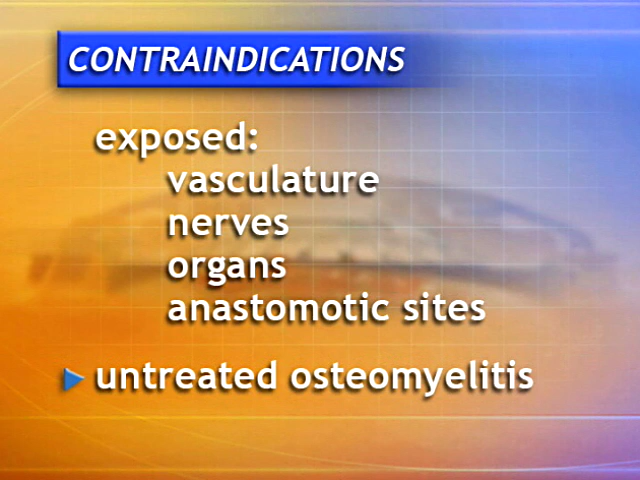 CONTRAINDICATIONS
exposed:
vasculature
nerves
organs
anastomotic sites
untreated osteomyelitis